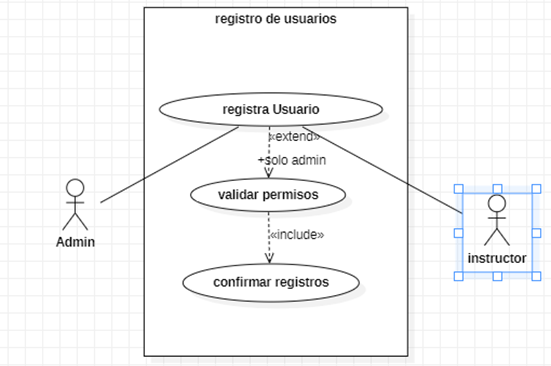 registro de usuarios
registra Usuario
«extend»
+solo admin
validar permisos
Admin
«include»
instructor
confirmar registros